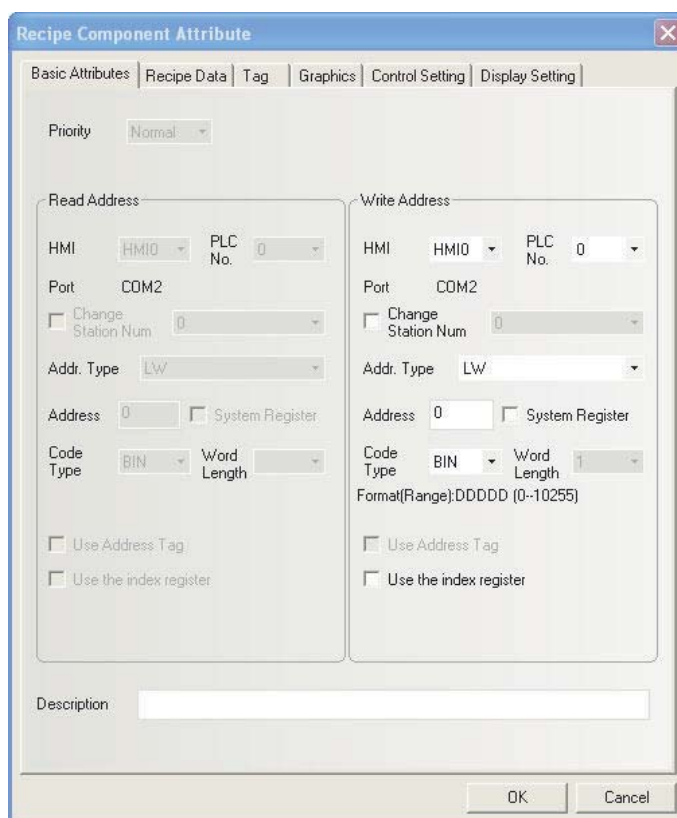 Recipe Component Attribute
Basic Attributes Recipe Data Tag Graphics Control Setting Display Setting
Priority Normal
Read Address
HMI HMI0 PLC No. 0
Port COM2
Change Station Num 0
Addr. Type LW
Address 0 System Register
Code Type BIN Word Length
Use Address Tag
Use the index register
Write Address
HMI HMI0 PLC No. 0
Port COM2
Change Station Num 0
Addr. Type LW
Address 0 System Register
Code Type BIN Word Length 1
Format(Range):DDDDD (0--10255)
Use Address Tag
Use the index register
Description
OK Cancel